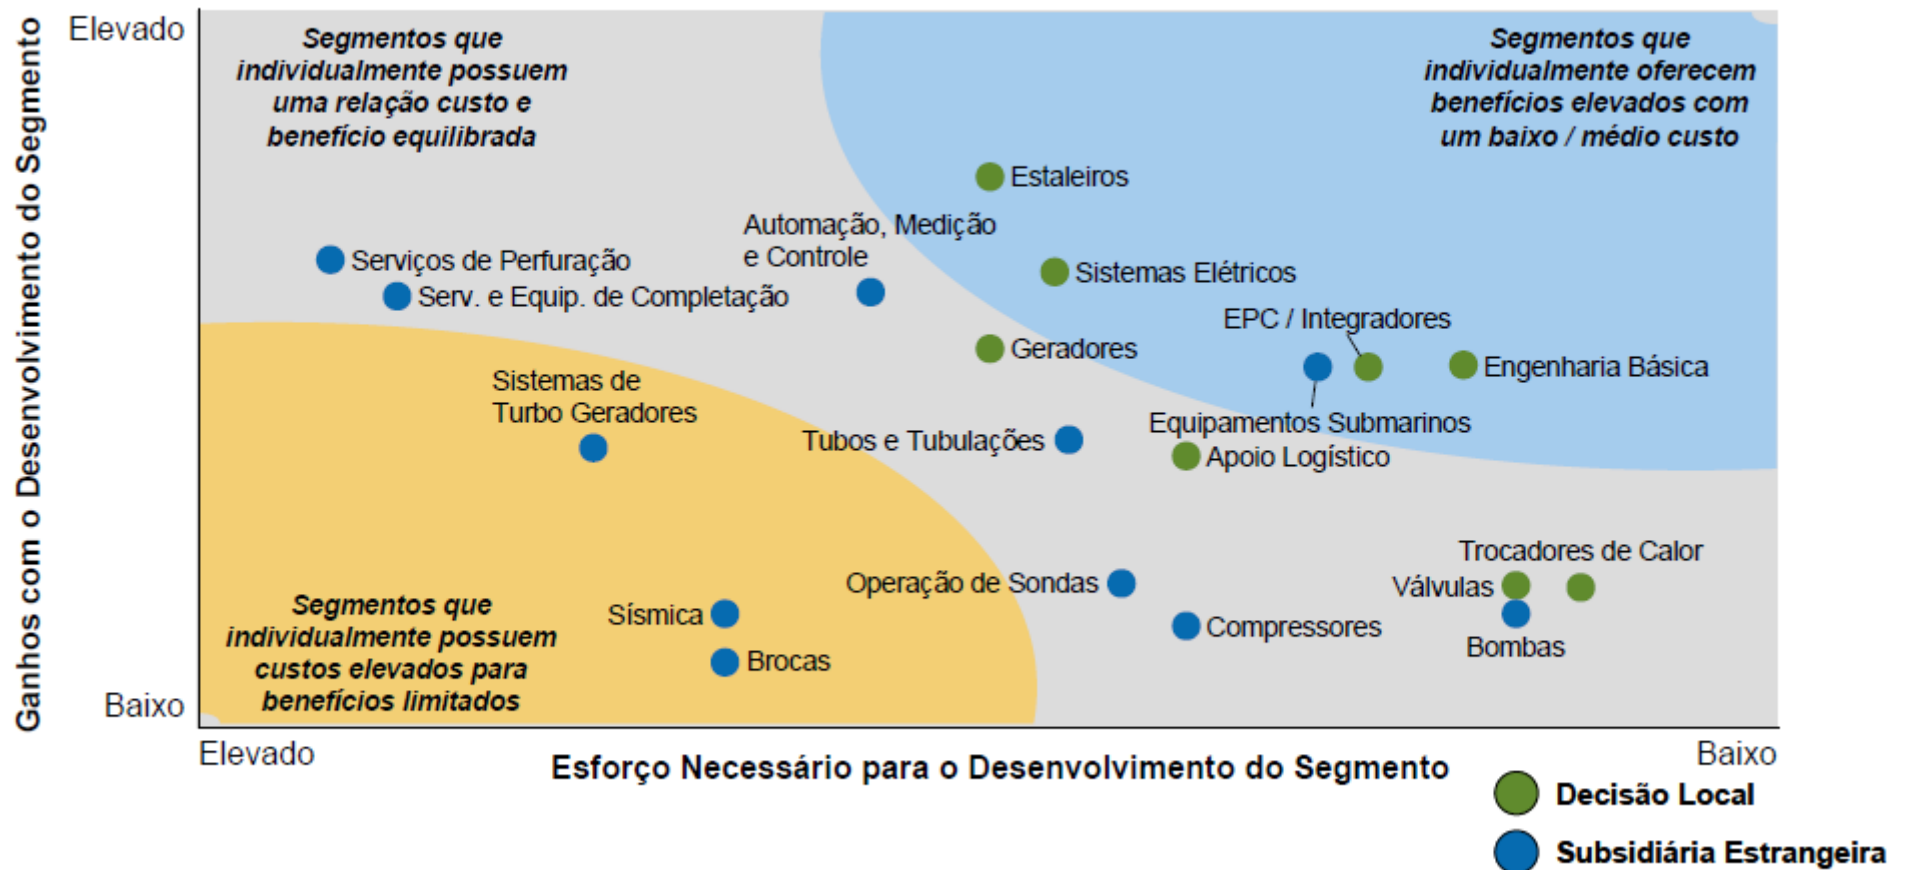 Ganhos com o Desenvolvimento do Segmento
Elevado
Segmentos que
individualmente possuem
uma relação custo e
benefício equilibrada
Segmentos que
individualmente oferecem
benefícios elevados com
um baixo / médio custo
Estaleiros
Automação, Medição
e Controle
Serviços de Perfuração
Serv. e Equip. de Completação
Sistemas Elétricos
EPC / Integradores
Geradores
Engenharia Básica
Sistemas de
Turbo Geradores
Equipamentos Submarinos
Tubos e Tubulações
Apoio Logístico
Trocadores de Calor
Operação de Sondas
Válvulas
Segmentos que
individualmente possuem
custos elevados para
benefícios limitados
Sísmica
Compressores
Bombas
Brocas
Baixo
Elevado
Esforço Necessário para o Desenvolvimento do Segmento
Baixo
Decisão Local
Subsidiária Estrangeira